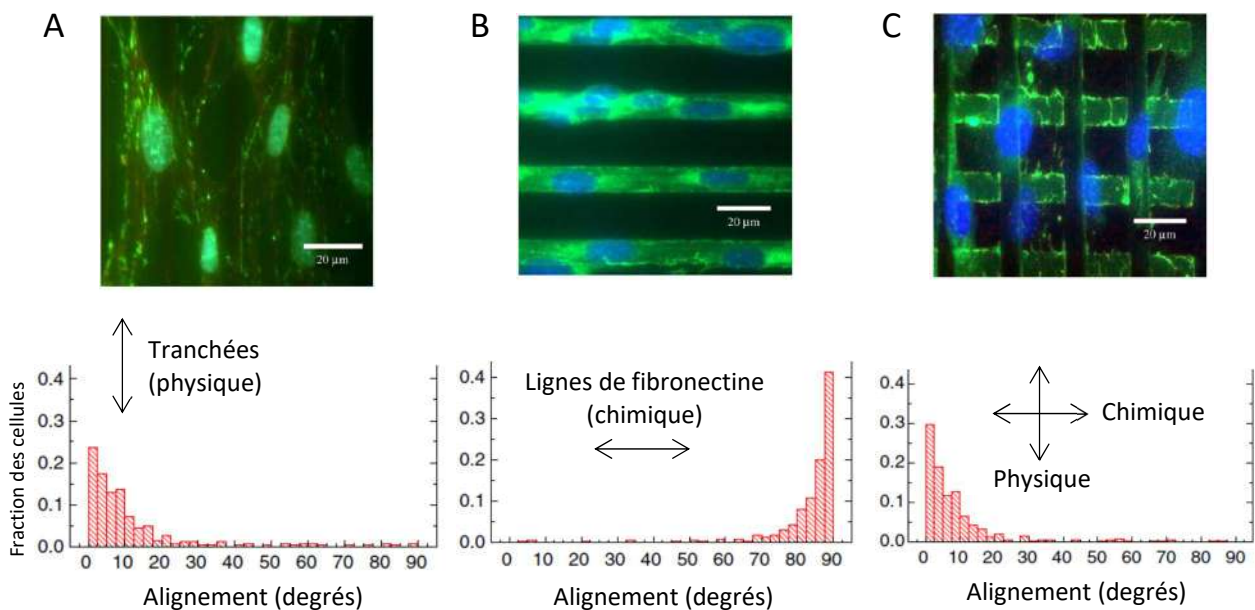 A
B
C
20 µm
20 µm
20 µm
Tranchées
(physique)
Lignes de fibronectine
(chimique)
Chimique
Physique
Fraction des cellules
0.4
0.3
0.2
0.1
0.0
0 10 20 30 40 50 60 70 80 90
Alignement (degrés)
0.4
0.3
0.2
0.1
0.0
0 10 20 30 40 50 60 70 80 90
Alignement (degrés)
0.4
0.3
0.2
0.1
0.0
0 10 20 30 40 50 60 70 80 90
Alignement (degrés)